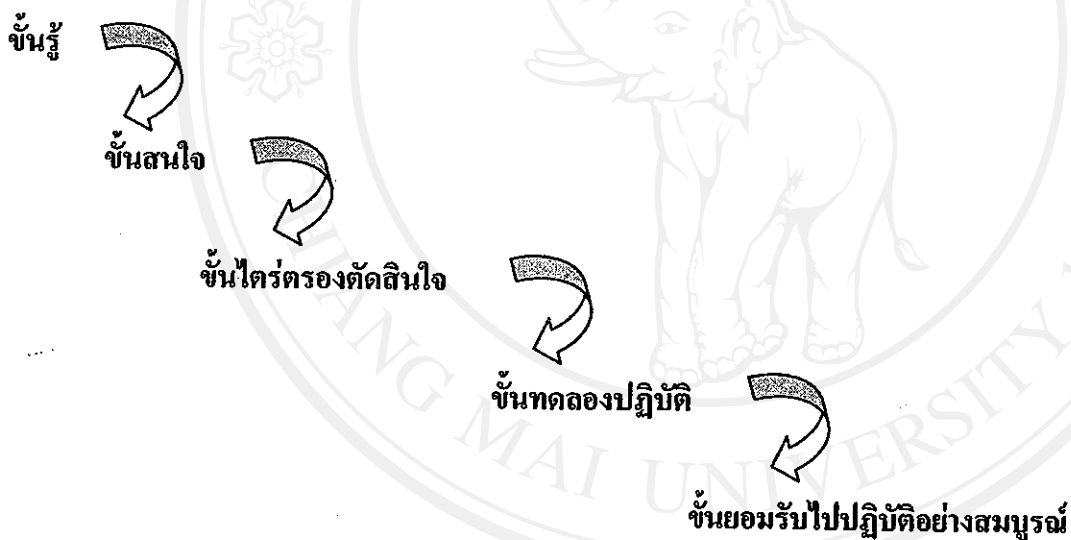 ขั้นรู้
ขั้นสนใจ
ขั้นไตร่ตรองตัดสินใจ
ขั้นทดลองปฏิบัติ
ขั้นยอมรับไปปฏิบัติอย่างสมบูรณ์
CHIANG MAI UNIVERSITY